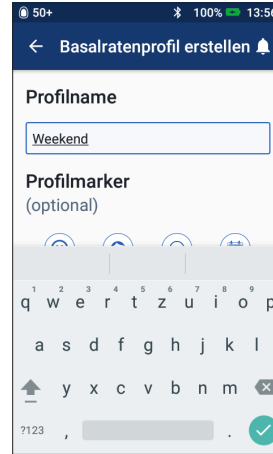 50+ 100% 13:56
Basalratenprofil erstellen
Profilname
Weekend
Profilmarker
(optional)
1 2 3 4 5 6 7 8 9
q w e r t z u i o p
a s d f g h j k l
y x c v b n m
?123 , .